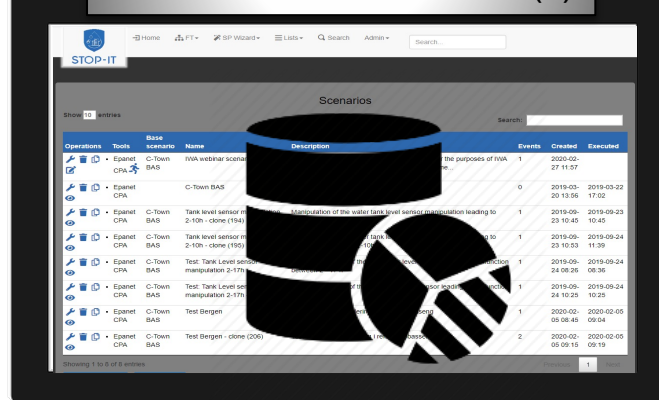 STOP-IT
Home FT SP Wizard Lists Search Admin Search...
Scenarios
Show 10 entries
Search:
Operations Tools Base scenario Name Description Events Created Executed
Epanet CPA C-Town BAS IWA webinar scenar the purposes of IWA 1 2020-02-27 11:57
Epanet CPA C-Town BAS 0 2019-03-20 13:56 2019-03-22 17:02
Epanet CPA C-Town BAS Tank level sensor 2-10h - clone (194) Manipulation of the water tank level sensor manipulation leading to 1 2019-09-23 10:45 2019-09-23 10:45
Epanet CPA C-Town BAS Tank level sensor 2-10h - clone (195) to 1 2019-09-23 10:53 2019-09-24 11:39
Epanet CPA C-Town BAS Test: Tank Level sensor manipulation 2-17h 1 2019-09-24 08:26 2019-09-24 08:36
Epanet CPA C-Town BAS Test: Tank Level manipulation 2-17h 1 2019-09-24 10:25 2019-09-24 10:25
Epanet CPA C-Town BAS Test Bergen 1 2020-02-05 08:45 2020-02-05 09:04
Epanet CPA C-Town BAS Test Bergen - clone (206) 2 2020-02-05 09:15 2020-02-05 09:19
Showing 1 to 8 of 8 entries
Previous 1 Next